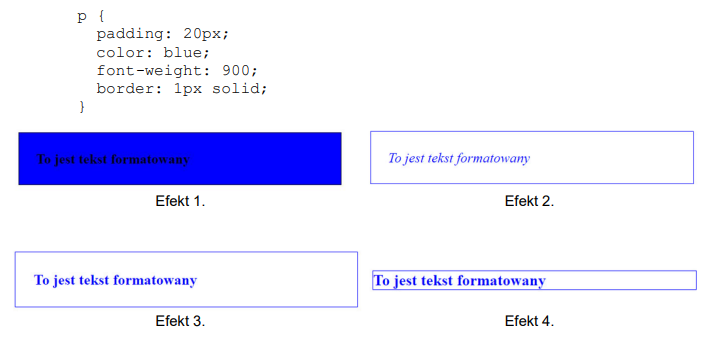 p {
padding: 20px;
color: blue;
font-weight: 900;
border: 1px solid;
}
To jest tekst formatowany
To jest tekst formatowany
Efekt 1.
Efekt 2.
To jest tekst formatowany
To jest tekst formatowany
Efekt 3.
Efekt 4.